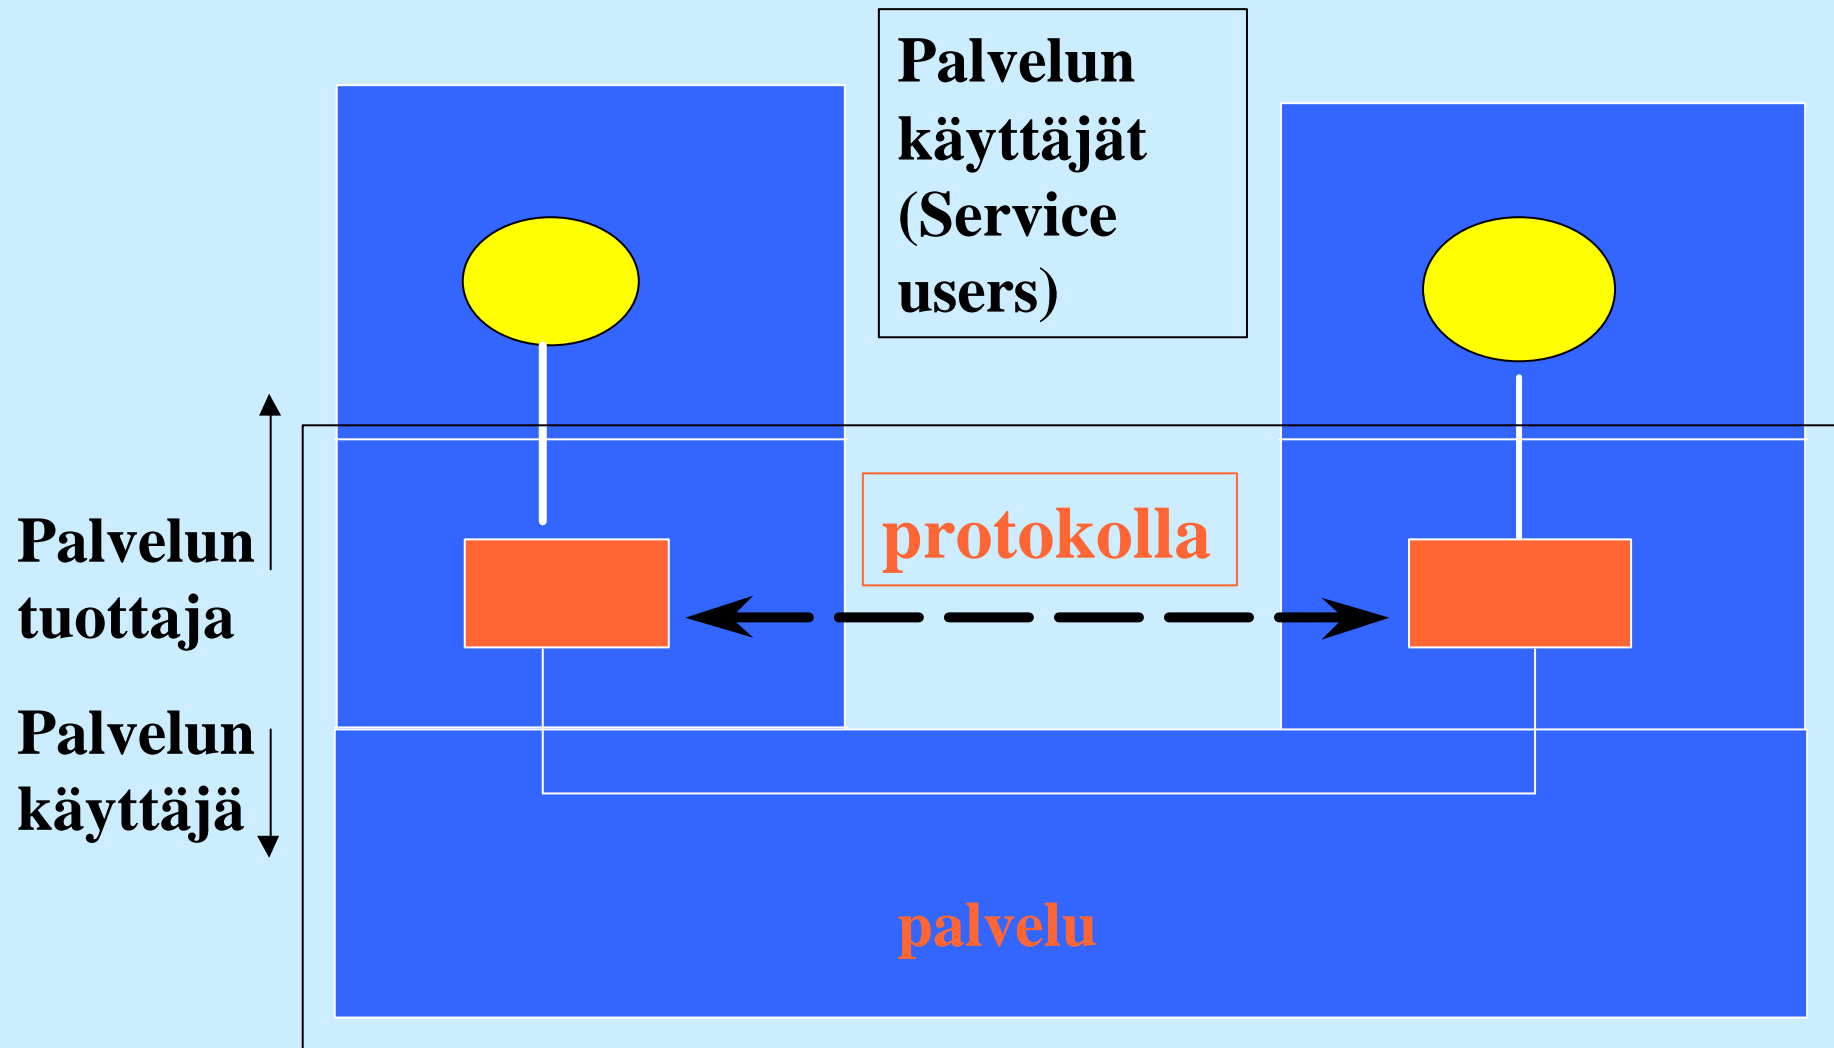 Palvelun
käyttäjät
(Service
users)
protokolla
Palvelun
tuottaja
Palvelun
käyttäjä
palvelu